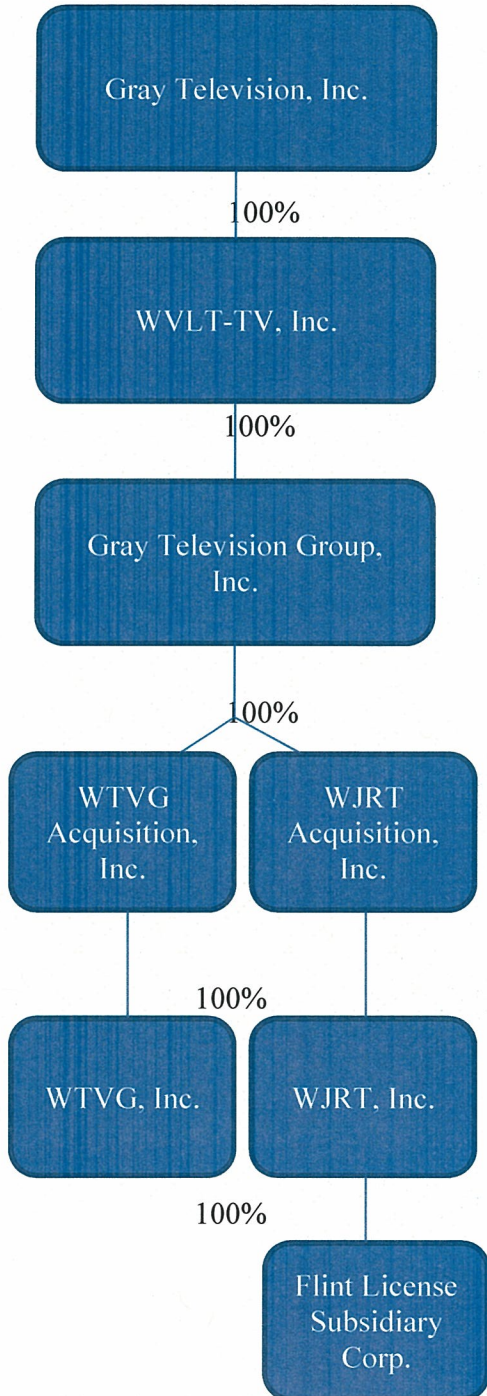 Gray Television, Inc.
100%
WVLT-TV, Inc.
100%
Gray Television Group,
Inc.
100%
WTVG
Acquisition,
Inc.
WJRT
Acquisition,
Inc.
100%
WTVG, Inc.
WJRT, Inc.
100%
Flint License
Subsidiary
Corp.